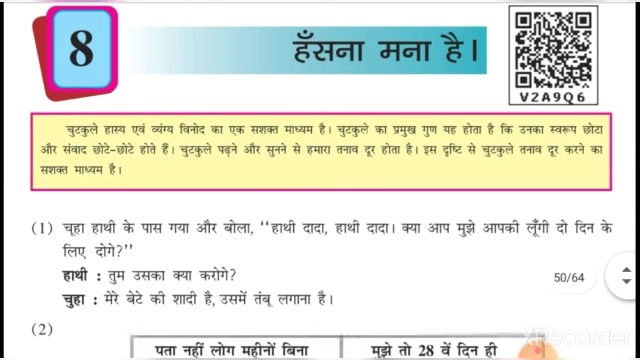 8
हँसना मना है।
V2A9Q6
चुटकुले हास्य एवं व्यंग्य विनोद का एक सशक्त माध्यम है। चुटकुले का प्रमुख गुण यह होता है कि उनका स्वरूप छोटा
और संवाद छोटे-छोटे होते हैं। चुटकुले पढ़ने और सुनने से हमारा तनाव दूर होता है। इस दृष्टि से चुटकुले तनाव दूर करने का
सशक्त माध्यम है।
(1) चूहा हाथी के पास गया और बोला, ‘‘हाथी दादा, हाथी दादा। क्या आप मुझे आपकी लूँगी दो दिन के
लिए दोगे?’’
हाथी : तुम उसका क्या करोगे?
50/64
चुहा : मेरे बेटे की शादी है, उसमें तंबू लगाना है।
(2)
XRecorder
पता नहीं लोग महीनों बिना
मुझे तो 28 वें दिन ही